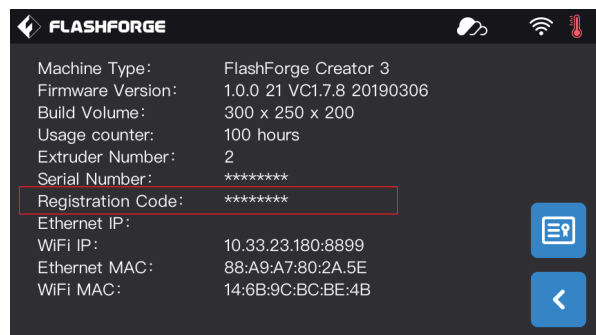 FLASHFORGE
Machine Type: FlashForge Creator 3
Firmware Version: 1.0.0 21 VC1.7.8 20190306
Build Volume: 300 x 250 x 200
Usage counter: 100 hours
Extruder Number: 2
Serial Number: ********
Registration Code: ********
Ethernet IP:
WiFi IP: 10.33.23.180:8899
Ethernet MAC: 88:A9:A7:80:2A.5E
WiFi MAC: 14:6B:9C:BC:BE:4B